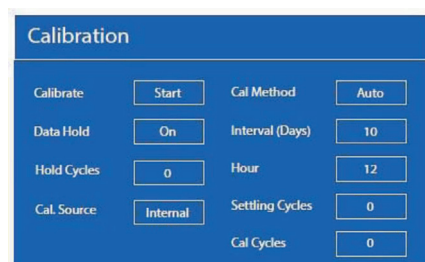 Calibration
Calibrate Start Cal Method Auto
Data Hold On Interval (Days) 10
Hold Cycles 0 Hour 12
Cal. Source Internal Settling Cycles 0
Cal Cycles 0